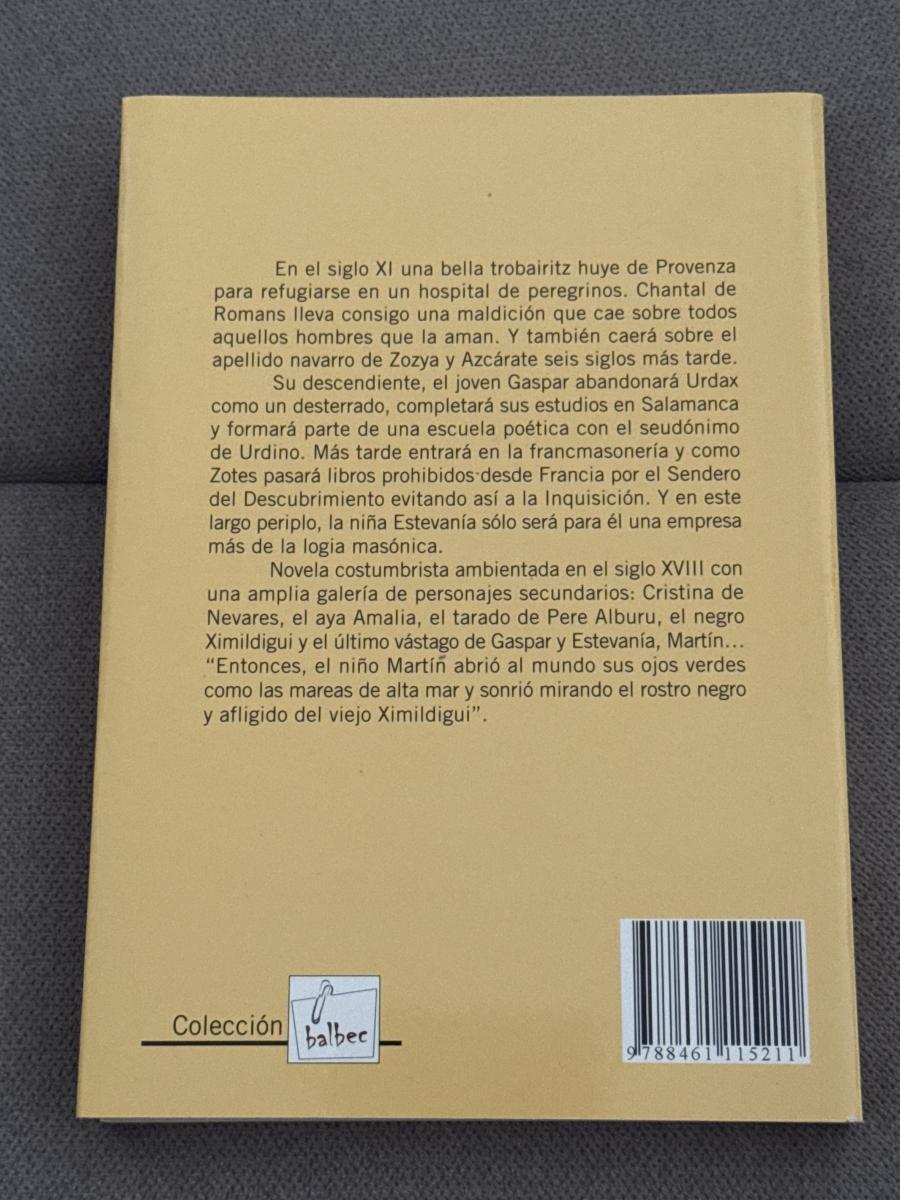 En el siglo XI una bella trobairitz huye de Provenza
para refugiarse en un hospital de peregrinos. Chantal de
Romans lleva consigo una maldición que cae sobre todos
aquellos hombres que la aman. Y también caerá sobre el
apellido navarro de Zozya y Azcárate seis siglos más tarde.
Su descendiente, el joven Gaspar abandonará Urdax
como un desterrado, completará sus estudios en Salamanca
y formará parte de una escuela poética con el seudónimo
de Urdino. Más tarde entrará en la francmasonería y como
Zotes pasará libros prohibidos desde Francia por el Sendero
del Descubrimiento evitando así a la Inquisición. Y en este
largo periplo, la niña Estevanía sólo será para él una empresa
más de la logia masónica.
Novela costumbrista ambientada en el siglo XVIII con
una amplia galería de personajes secundarios: Cristina de
Nevares, el aya Amalia, el tarado de Pere Alburu, el negro
Ximildigui y el último vástago de Gaspar y Estevanía, Martín...
“Entonces, el niño Martín abrió al mundo sus ojos verdes
como las mareas de alta mar y sonrió mirando el rostro negro
y afligido del viejo Ximildigui”.
Colección
balbec
9 788461 115211